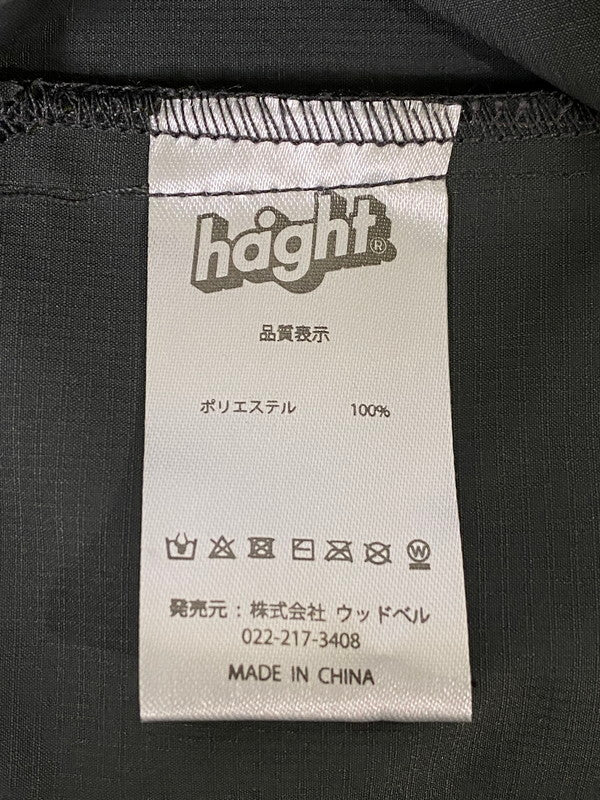 haight®
品質表示
ポリエステル 100%
W
発売元：株式会社 ウッドベル
022-217-3408
MADE IN CHINA